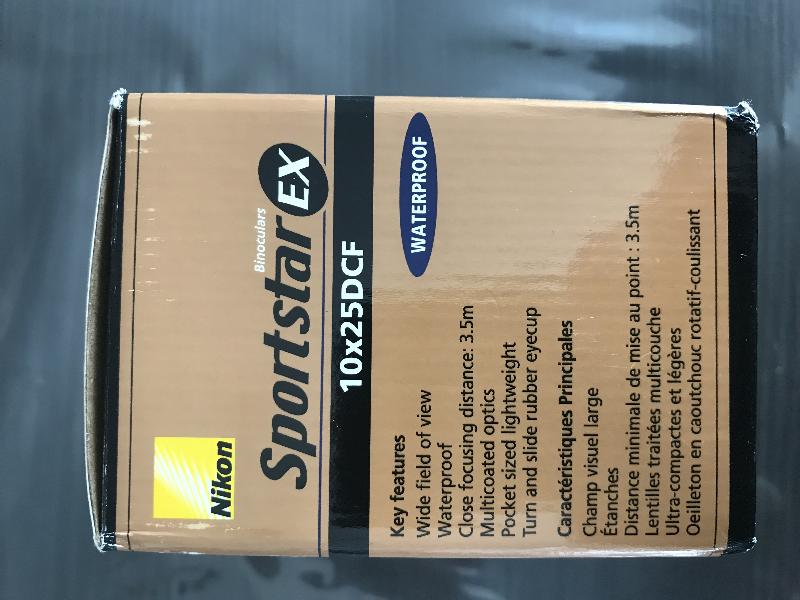 Nikon
Binoculars
Sportstar EX
10x25DCF
WATERPROOF
Key features
Wide field of view
Waterproof
Close focusing distance: 3.5m
Multicoated optics
Pocket sized lightweight
Turn and slide rubber eyecup
Caractéristiques Principales
Champ visuel large
Étanches
Distance minimale de mise au point : 3.5m
Lentilles traitées multicouche
Ultra-compactes et légères
Oeilleton en caoutchouc rotatif-coulissant